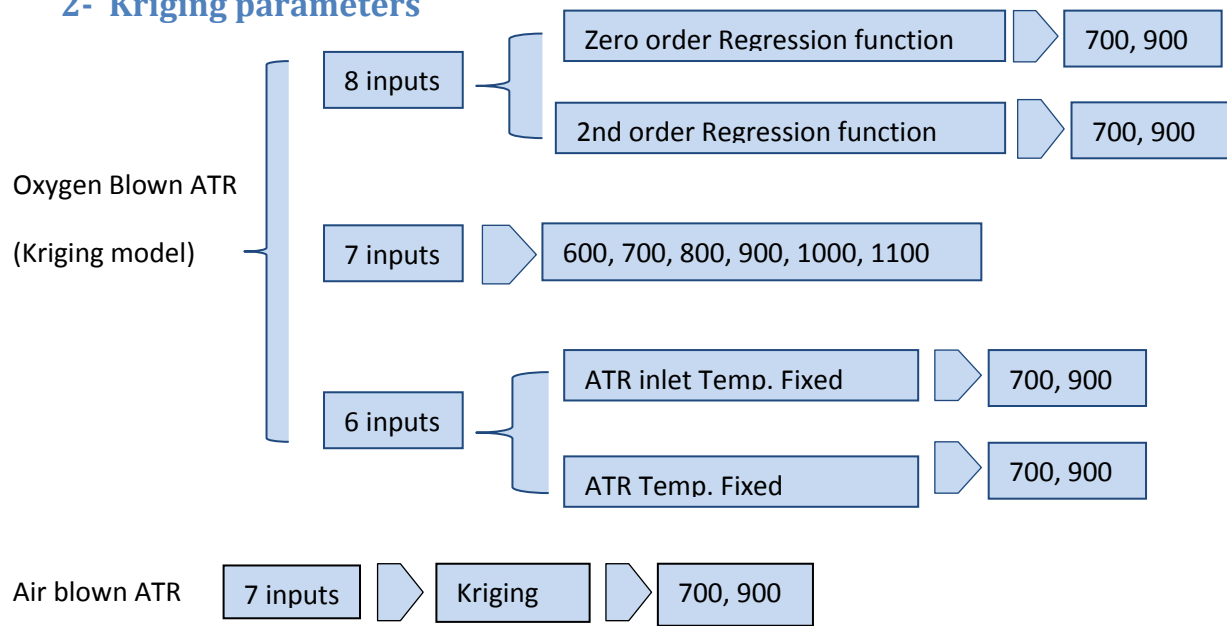 2- Kriging parameters
Zero order Regression function
700, 900
8 inputs
2nd order Regression function
700, 900
Oxygen Blown ATR
(Kriging model)
7 inputs
600, 700, 800, 900, 1000, 1100
ATR inlet Temp. Fixed
700, 900
6 inputs
ATR Temp. Fixed
700, 900
Air blown ATR
7 inputs
Kriging
700, 900